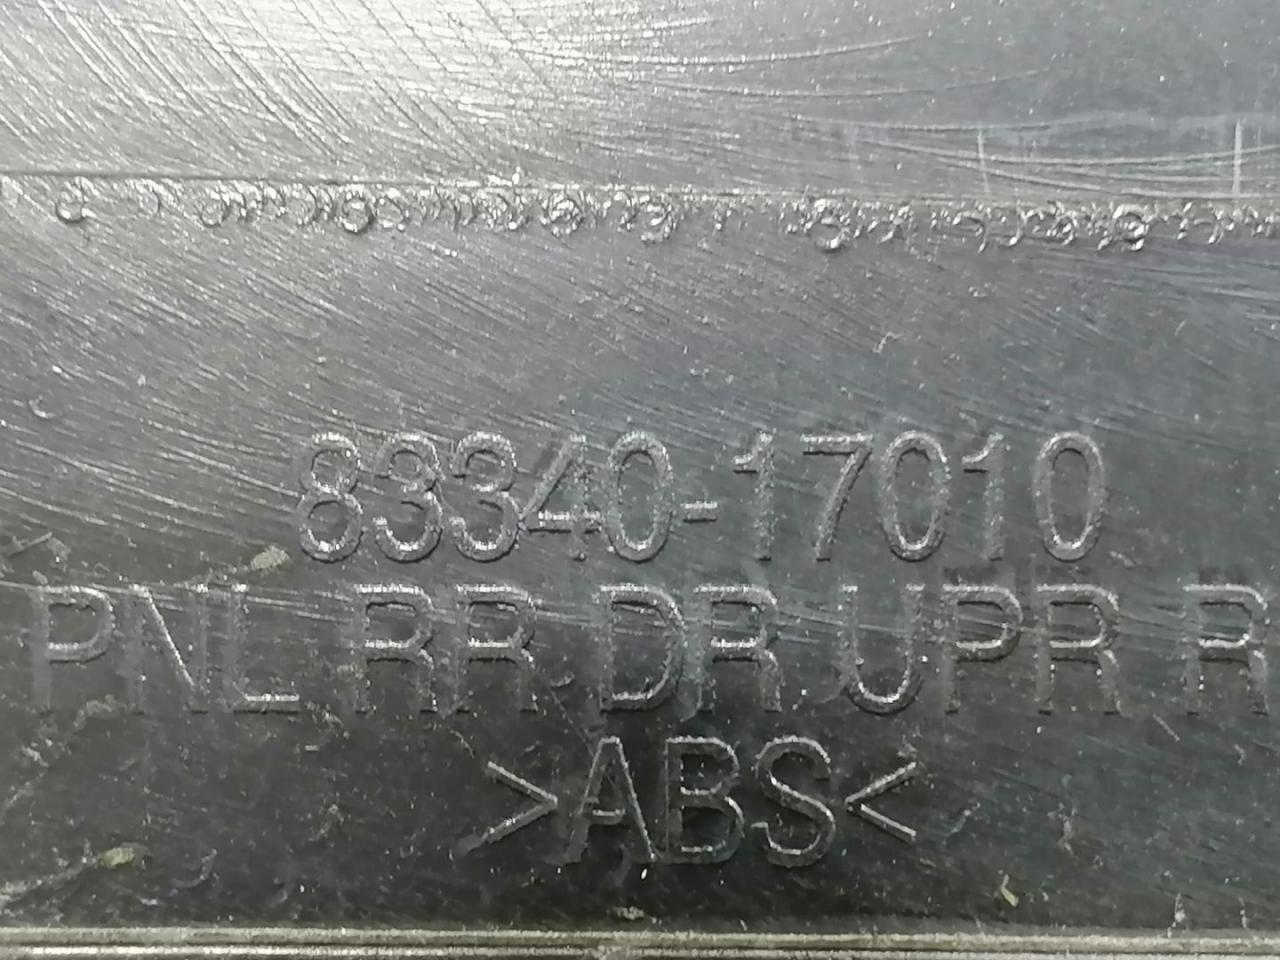 83340-17010
PNL RR DR UPR R
>ABS<